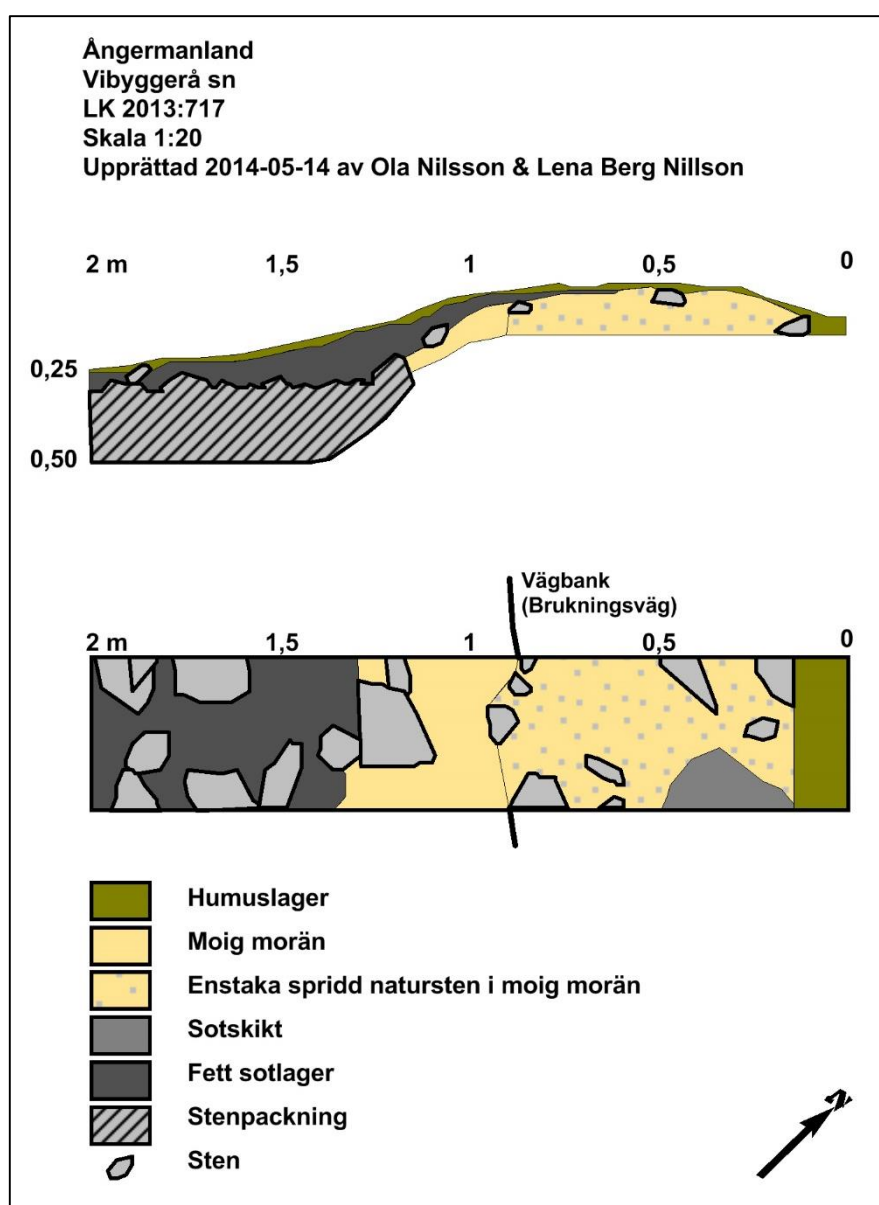 Ångermanland
Vibyggerå sn
LK 2013:717
Skala 1:20
Upprättad 2014-05-14 av Ola Nilsson & Lena Berg Nillson
2 m 1,5 1 0,5 0
0,25
0,50
Vägbank
(Brukningsväg)
2 m 1,5 1 0,5 0
Humuslager
Moig morän
Enstaka spridd natursten i moig morän
Sotskikt
Fett sotlager
Stenpackning
Sten
N